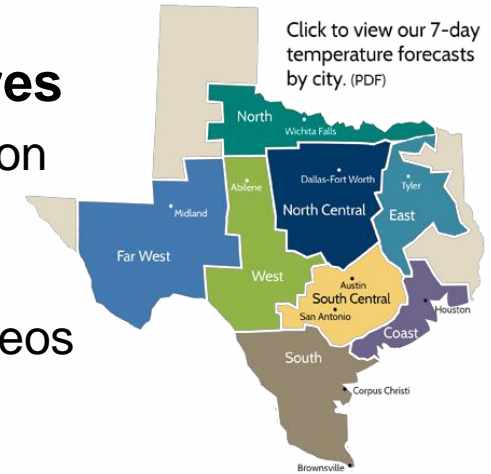 Click to view our 7-day
temperature forecasts
by city. (PDF)
ves
on
eos
North
Wichita Falls
Abilene
Dallas-Fort Worth
Tyler
Midland
North Central
East
Far West
West
Austin
South Central
San Antonio
Houston
Coast
South
Corpus Christi
Brownsville